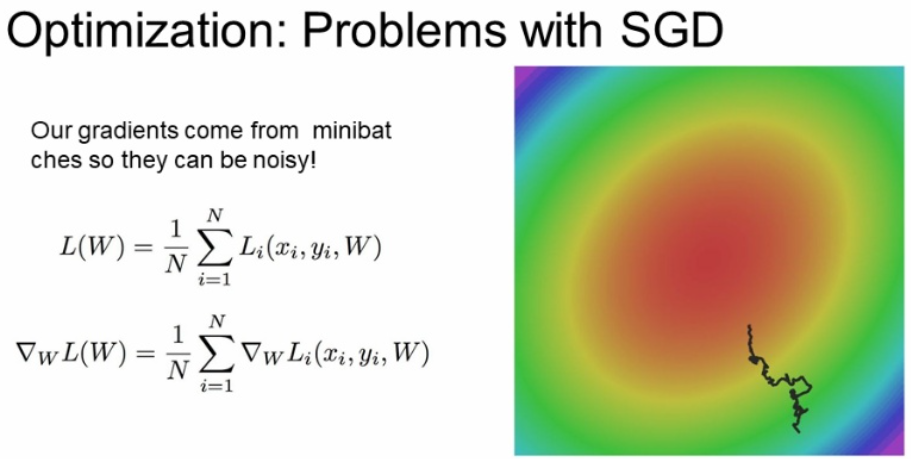 Optimization: Problems with SGD
Our gradients come from  minibat
ches so they can be noisy!
L(W) = \frac{1}{N} \sum_{i=1}^{N} L_i(x_i, y_i, W)
\nabla_W L(W) = \frac{1}{N} \sum_{i=1}^{N} \nabla_W L_i(x_i, y_i, W)